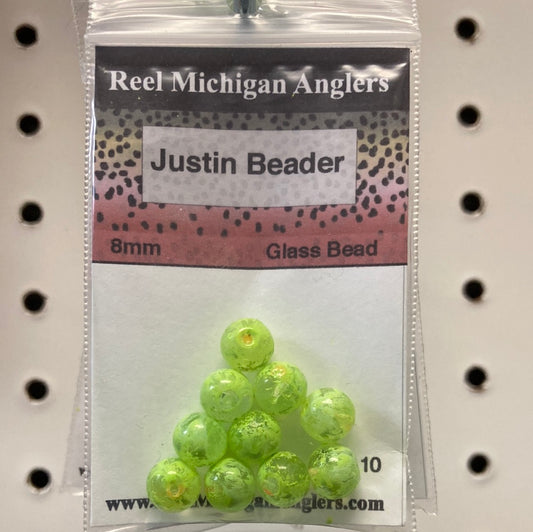 Reel Michigan Anglers
Justin Beader
8mm Glass Bead
10
www. MichiganAnglers.com